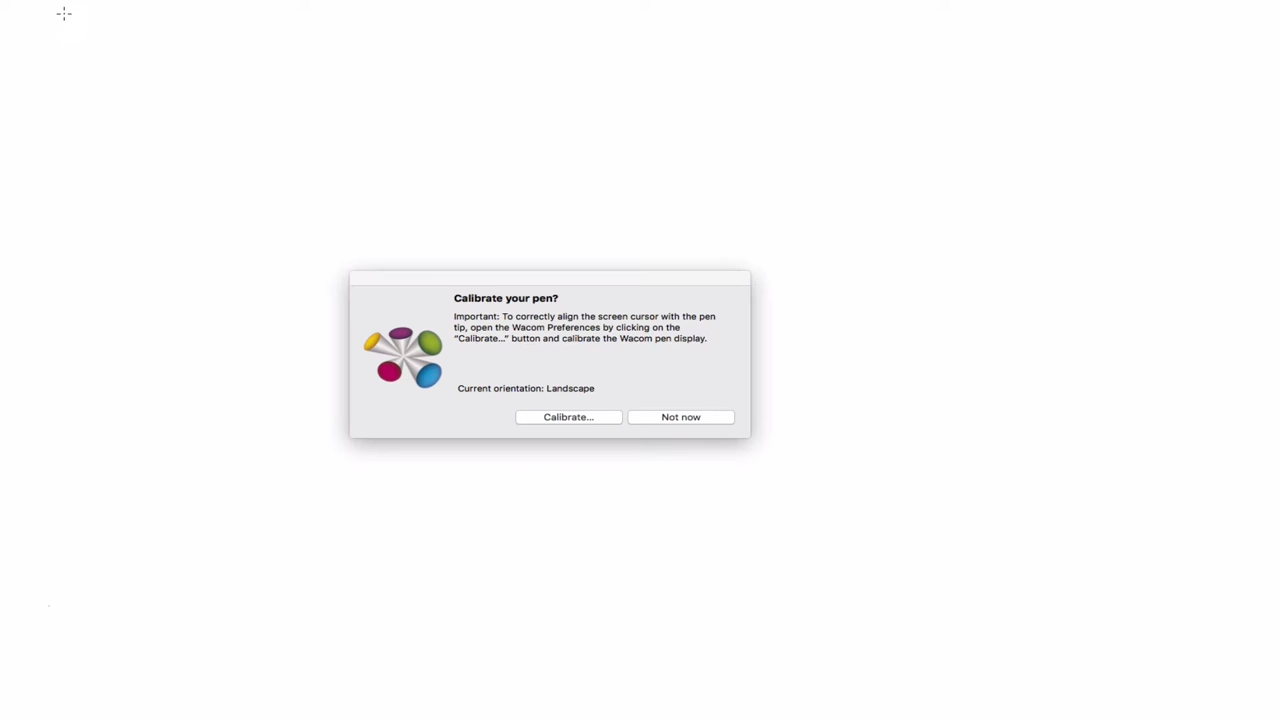 Calibrate your pen?
Important: To correctly align the screen cursor with the pen
tip, open the Wacom Preferences by clicking on the
“Calibrate...” button and calibrate the Wacom pen display.
Current orientation: Landscape
Calibrate... Not now